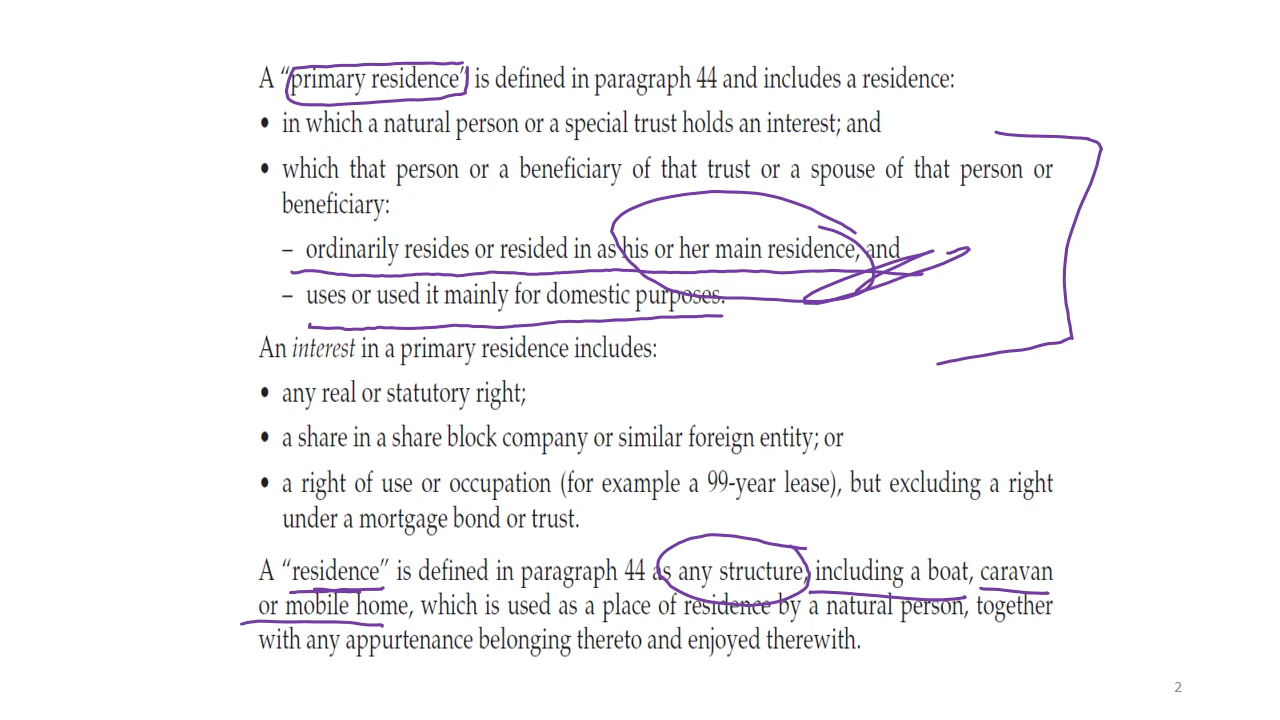 A “primary residence” is defined in paragraph 44 and includes a residence:
• in which a natural person or a special trust holds an interest; and
• which that person or a beneficiary of that trust or a spouse of that person or
beneficiary:
– ordinarily resides or resided in as his or her main residence, and
– uses or used it mainly for domestic purposes.
An interest in a primary residence includes:
• any real or statutory right;
• a share in a share block company or similar foreign entity; or
• a right of use or occupation (for example a 99-year lease), but excluding a right
under a mortgage bond or trust.
A “residence” is defined in paragraph 44 as any structure, including a boat, caravan
or mobile home, which is used as a place of residence by a natural person, together
with any appurtenance belonging thereto and enjoyed therewith.
2